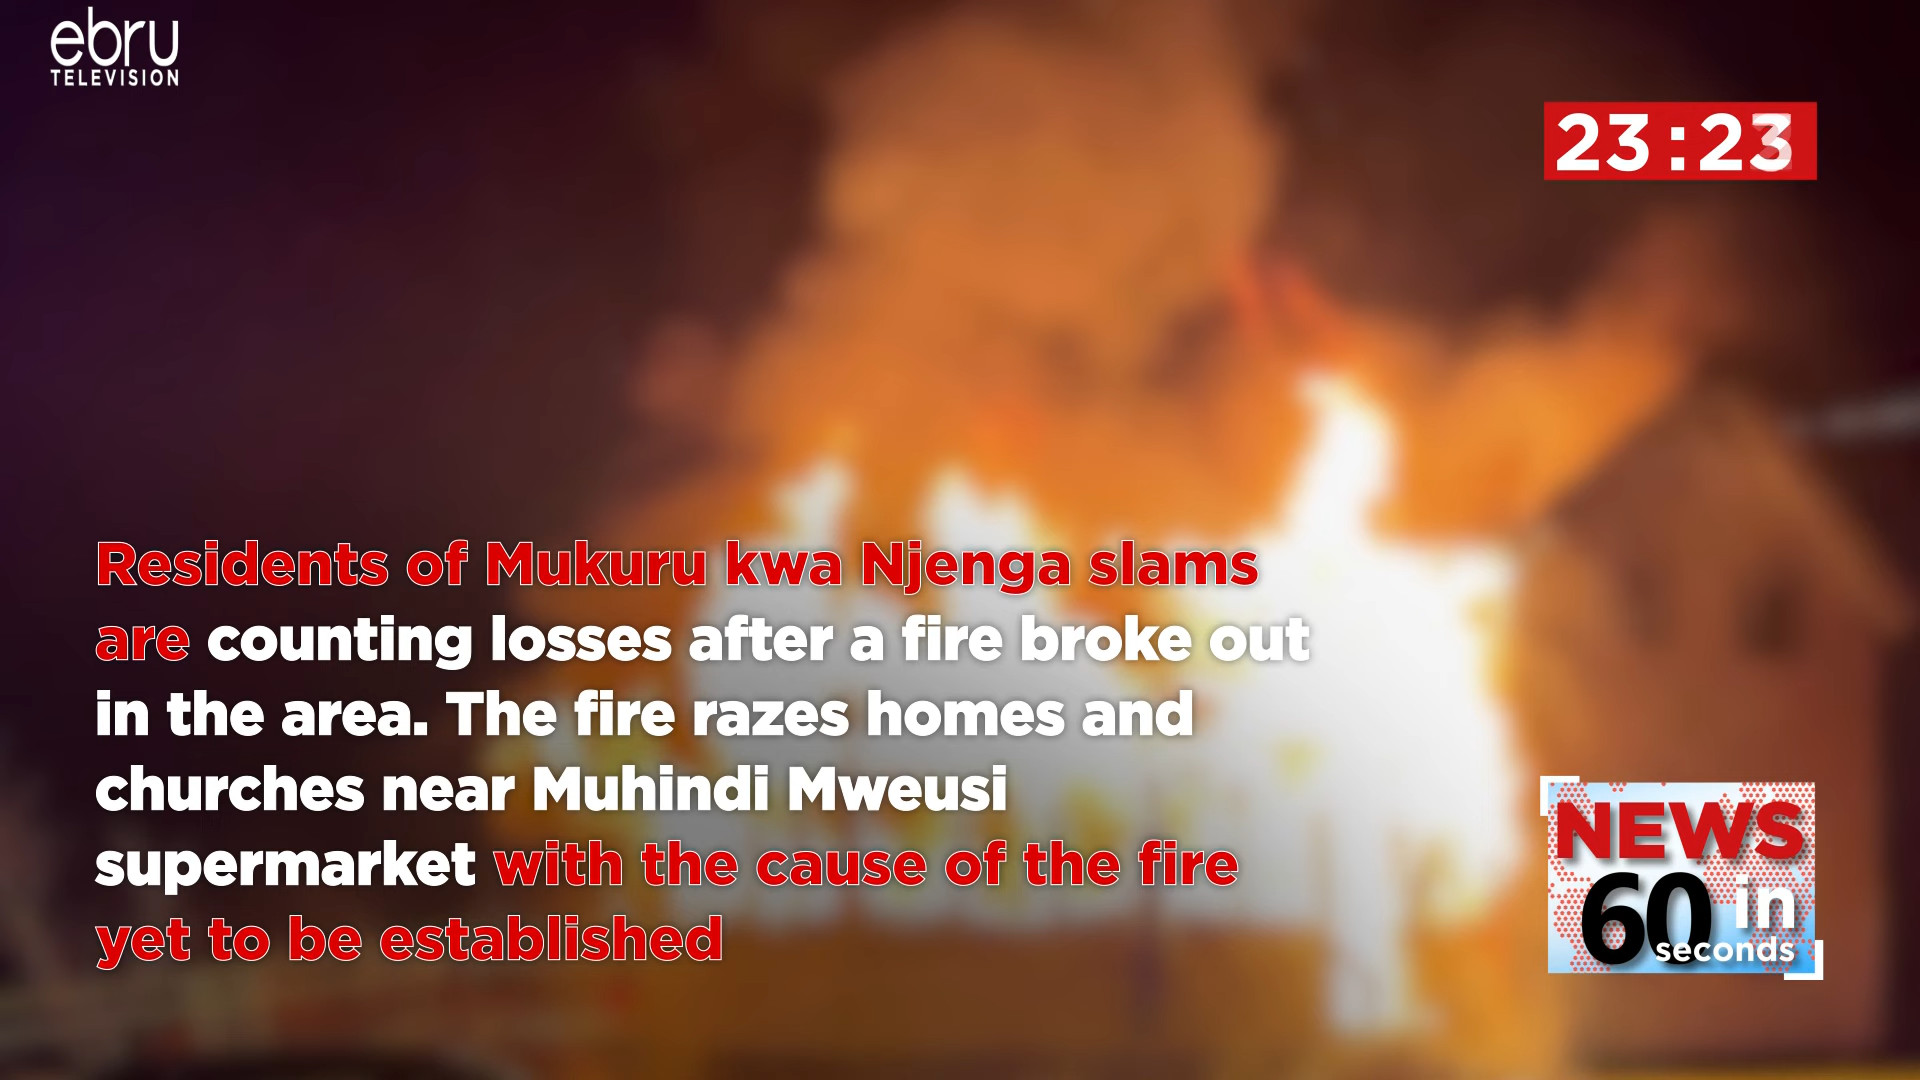 ebru
TELEVISION
23:23
Residents of Mukuru kwa Njenga slams
are counting losses after a fire broke out
in the area. The fire razes homes and
churches near Muhindi Mweusi
supermarket with the cause of the fire
yet to be established
NEWS
60 in
seconds